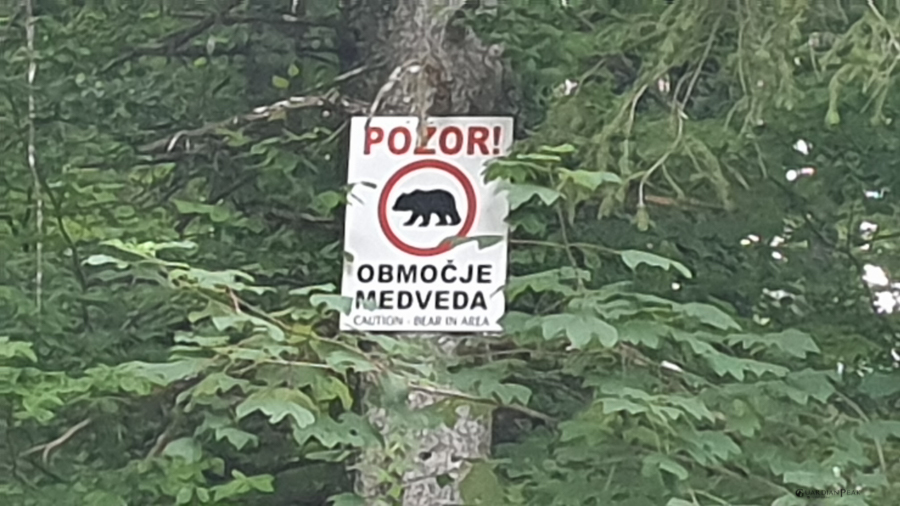 POZOR!
OBMOČJE
MEDVEDA
CAUTION - BEAR IN AREA